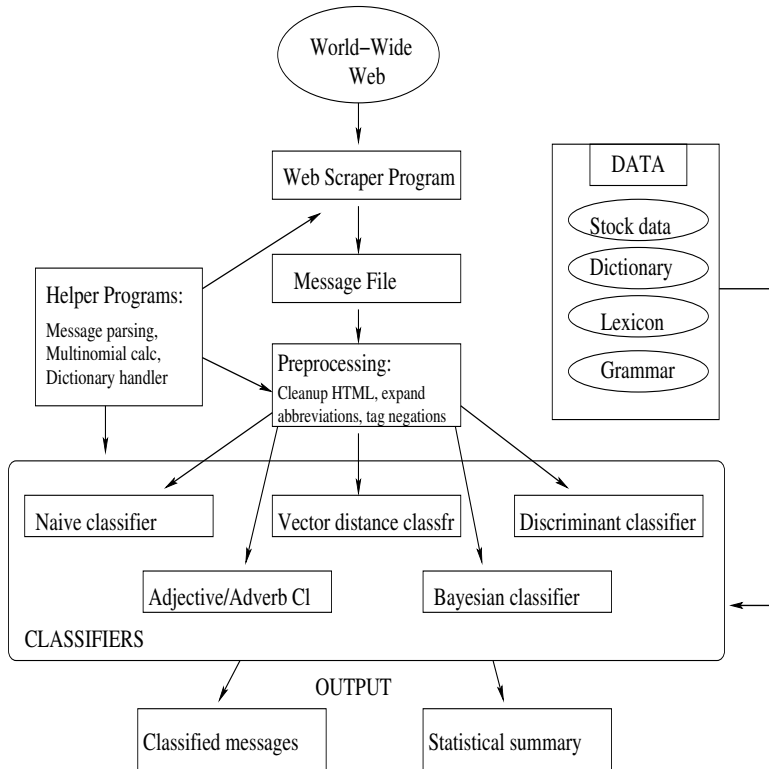 World-Wide
Web
Web Scraper Program
DATA
Stock data
Dictionary
Lexicon
Grammar
Message File
Helper Programs:
Message parsing,
Multinomial calc,
Dictionary handler
Preprocessing:
Cleanup HTML, expand
abbreviations, tag negations
Naive classifier
Vector distance classfr
Discriminant classifier
Adjective/Adverb Cl
Bayesian classifier
CLASSIFIERS
OUTPUT
Classified messages
Statistical summary